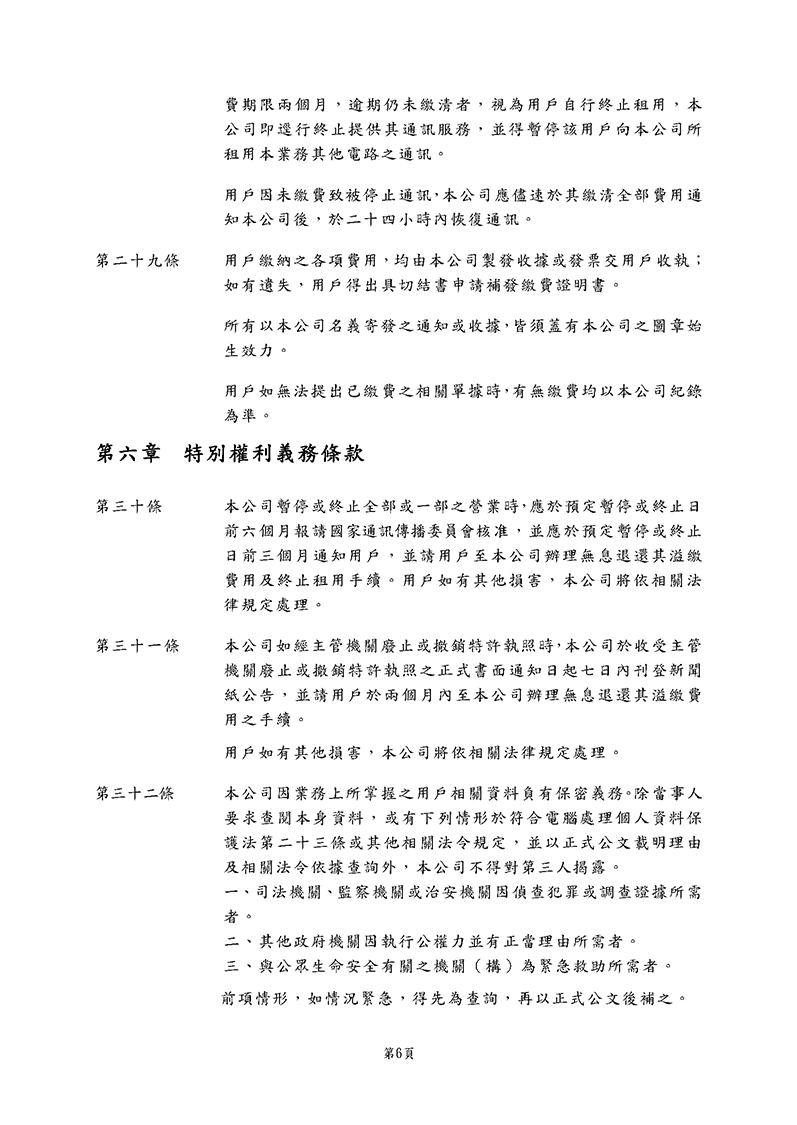 費期限兩個月，逾期仍未繳清者，視為用戶自行終止租用，本
公司即逕行終止提供其通訊服務，並得暫停該用戶向本公司所
租用本業務其他電路之通訊。
用戶因未繳費致被停止通訊，本公司應儘速於其繳清全部費用通
知本公司後，於二十四小時內恢復通訊。
第二十九條 用戶繳納之各項費用，均由本公司製發收據或發票交用戶收執；
如有遺失，用戶得出具切結書申請補發繳費證明書。
所有以本公司名義寄發之通知或收據，皆須蓋有本公司之圖章始
生效力。
用戶如無法提出已繳費之相關單據時，有無繳費均以本公司紀錄
為準。
第六章 特別權利義務條款
第三十條 本公司暫停或終止全部或一部之營業時，應於預定暫停或終止日
前六個月報請國家通訊傳播委員會核准，並應於預定暫停或終止
日前三個月通知用戶，並請用戶至本公司辦理無息退還其溢繳
費用及終止租用手續。用戶如有其他損害，本公司將依相關法
律規定處理。
第三十一條 本公司如經主管機關廢止或撤銷特許執照時，本公司於收受主管
機關廢止或撤銷特許執照之正式書面通知日起七日內刊登新聞
紙公告，並請用戶於兩個月內至本公司辦理無息退還其溢繳費
用之手續。
用戶如有其他損害，本公司將依相關法律規定處理。
第三十二條 本公司因業務上所掌握之用戶相關資料負有保密義務。除當事人
要求查閱本身資料，或有下列情形於符合電腦處理個人資料保
護法第二十三條或其他相關法令規定，並以正式公文載明理由
及相關法令依據查詢外，本公司不得對第三人揭露。
一、司法機關、監察機關或治安機關因偵查犯罪或調查證據所需
者。
二、其他政府機關因執行公權力並有正當理由所需者。
三、與公眾生命安全有關之機關（構）為緊急救助所需者。
前項情形，如情況緊急，得先為查詢，再以正式公文後補之。
第6頁